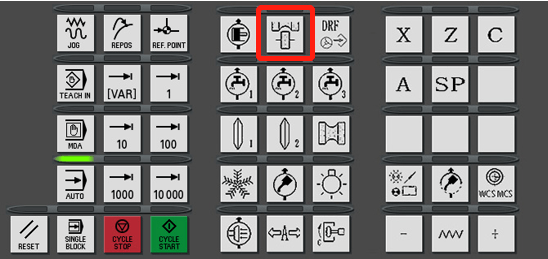 DRF
X
Z
C
JOG
REPOS
REF. POINT
TEACH IN
[VAR]
1
1
2
3
A
SP
MDA
10
100
1
2
AUTO
1000
10 000
WCS MCS
RESET
SINGLE
BLOCK
CYCLE
STOP
CYCLE
START
A
C
-
÷